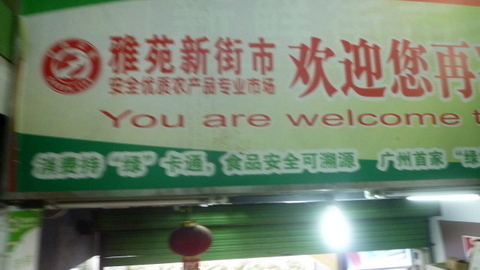 雅苑新街市
安全优质农产品专业市场
欢迎您再
You are welcome t
消费持“绿”卡通,食品安全可溯源 广州首家“绿